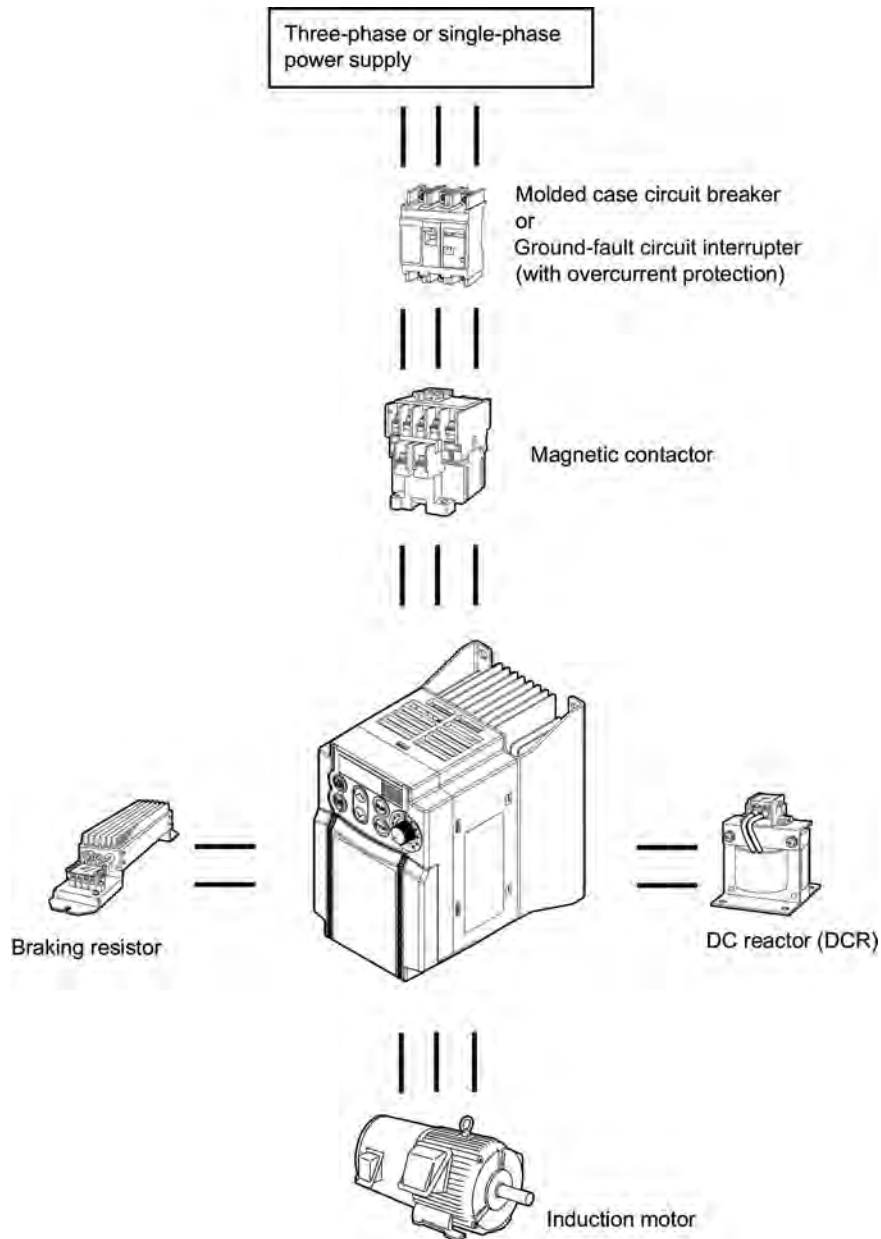 Three-phase or single-phase
power supply
Molded case circuit breaker
or
Ground-fault circuit interrupter
(with overcurrent protection)
Magnetic contactor
Braking resistor
DC reactor (DCR)
Induction motor